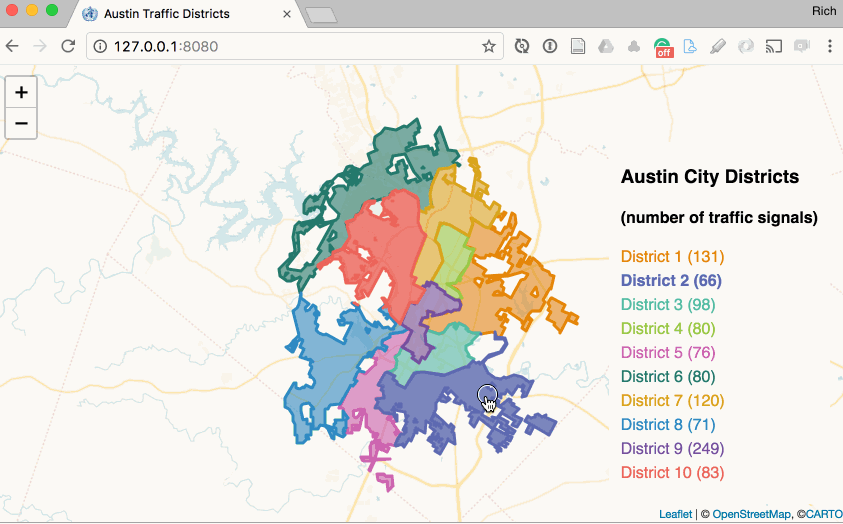 Austin Traffic Districts
Rich
127.0.0.1:8080
off
+
−
Austin City Districts
(number of traffic signals)
District 1 (131)
District 2 (66)
District 3 (98)
District 4 (80)
District 5 (76)
District 6 (80)
District 7 (120)
District 8 (71)
District 9 (249)
District 10 (83)
Leaflet | © OpenStreetMap, ©CARTO